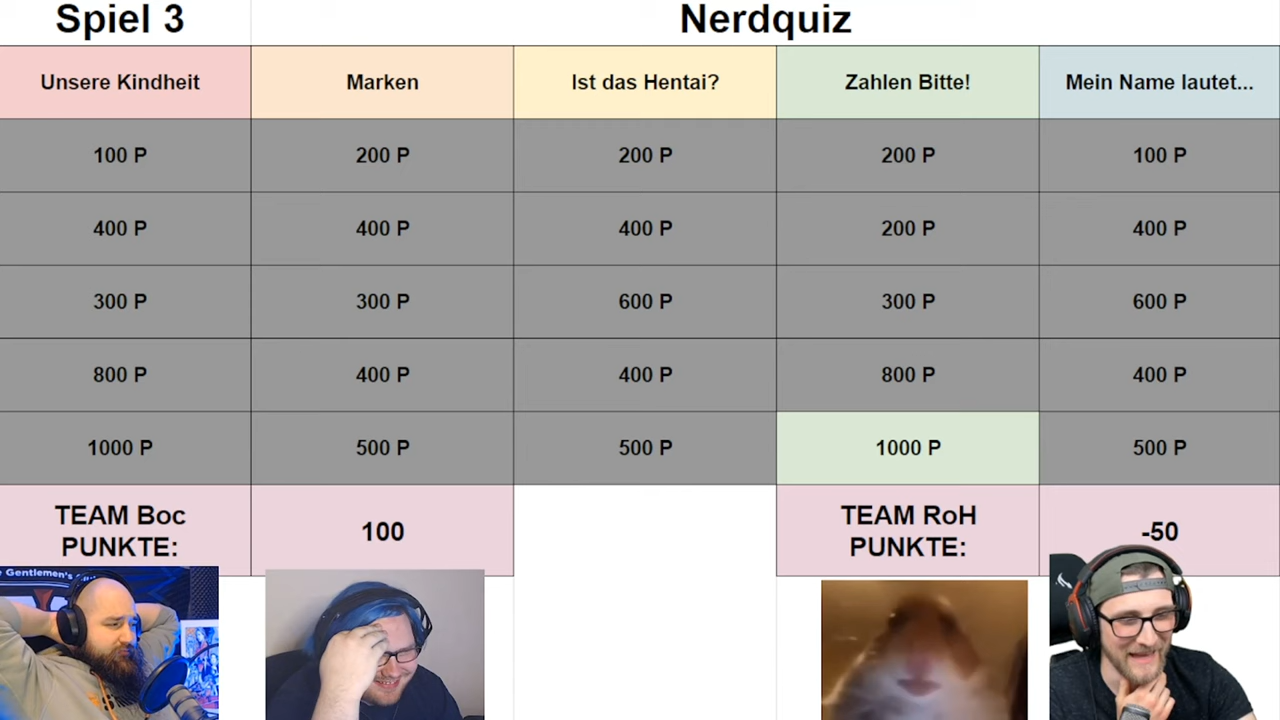 Spiel 3 Nerdquiz
Unsere Kindheit Marken Ist das Hentai? Zahlen Bitte! Mein Name lautet...
100 P 200 P 200 P 200 P 100 P
400 P 400 P 400 P 200 P 400 P
300 P 300 P 600 P 300 P 600 P
800 P 400 P 400 P 800 P 400 P
1000 P 500 P 500 P 1000 P 500 P
TEAM Boc
PUNKTE:
100
TEAM RoH
PUNKTE:
-50
Gentlemen's